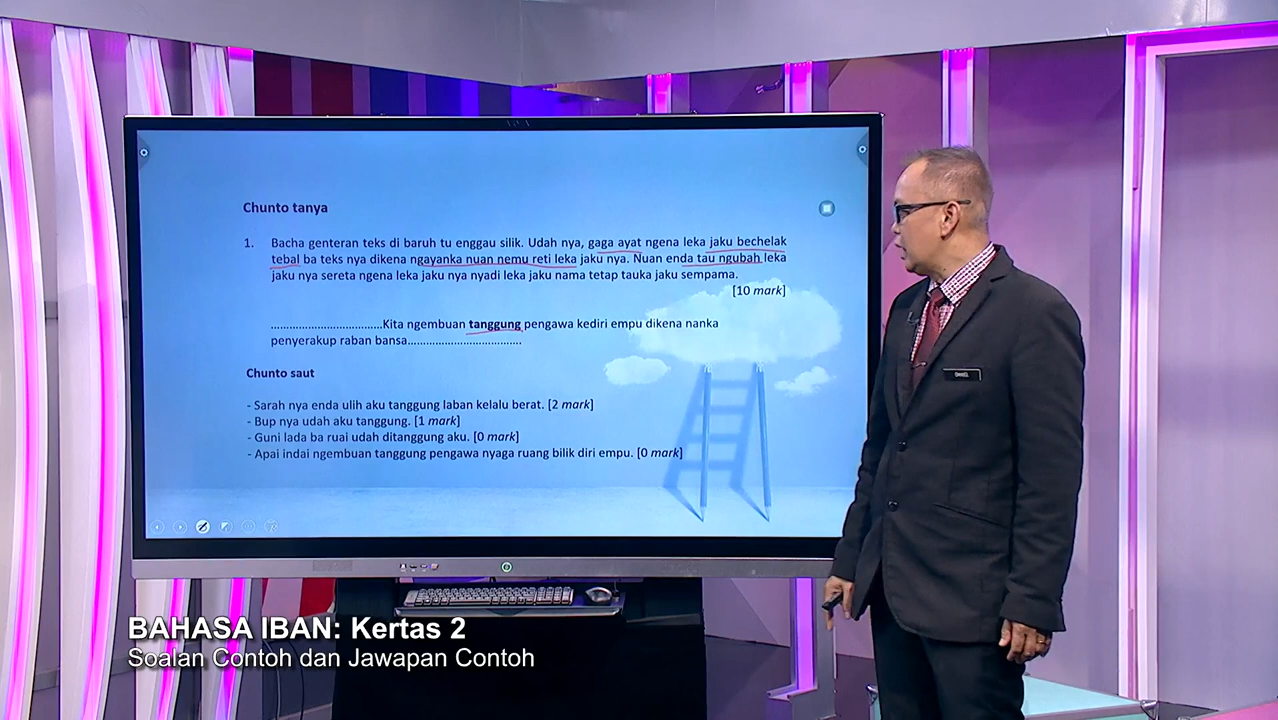 Chunto tanya
1. Bacha genteran teks di baruh tu enggau silik. Udah nya, gaga ayat ngena leka jaku bechelak
tebal ba teks nya dikena ngayanka nuan nemu reti leka jaku nya. Nuan enda tau ngubah leka
jaku nya sereta ngena leka jaku nya nyadi leka jaku nama tetap tauka jaku sempama.
[10 mark]
....................................Kita ngembuan tanggung pengawa kediri empu dikena nanka
penyerakup raban bansa.....................................
Chunto saut
- Sarah nya enda ulih aku tanggung laban kelalu berat. [2 mark]
- Bup nya udah aku tanggung. [1 mark]
- Guni lada ba ruai udah ditanggung aku. [0 mark]
- Apai indai ngembuan tanggung pengawa nyaga ruang bilik diri empu. [0 mark]
BAHASA IBAN: Kertas 2
Soalan Contoh dan Jawapan Contoh